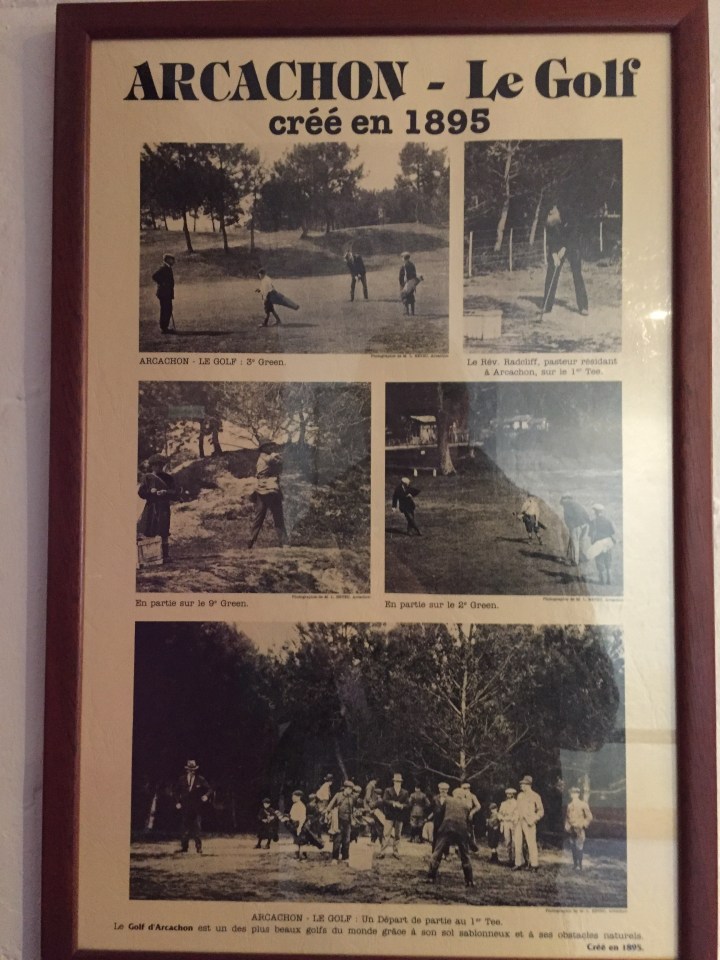 ARCACHON - Le Golf
créé en 1895
ARCACHON - LE GOLF : 3e Green.
Le Rév. Radcliff, pasteur résidant
à Arcachon, sur le 1er Tee.
En partie sur le 9e Green.
En partie sur le 2e Green.
ARCACHON - LE GOLF : Un Départ de partie au 1er Tee.
Le Golf d'Arcachon est un des plus beaux golfs du monde grâce à son sol sablonneux et à ses obstacles naturels.
Créé en 1895.